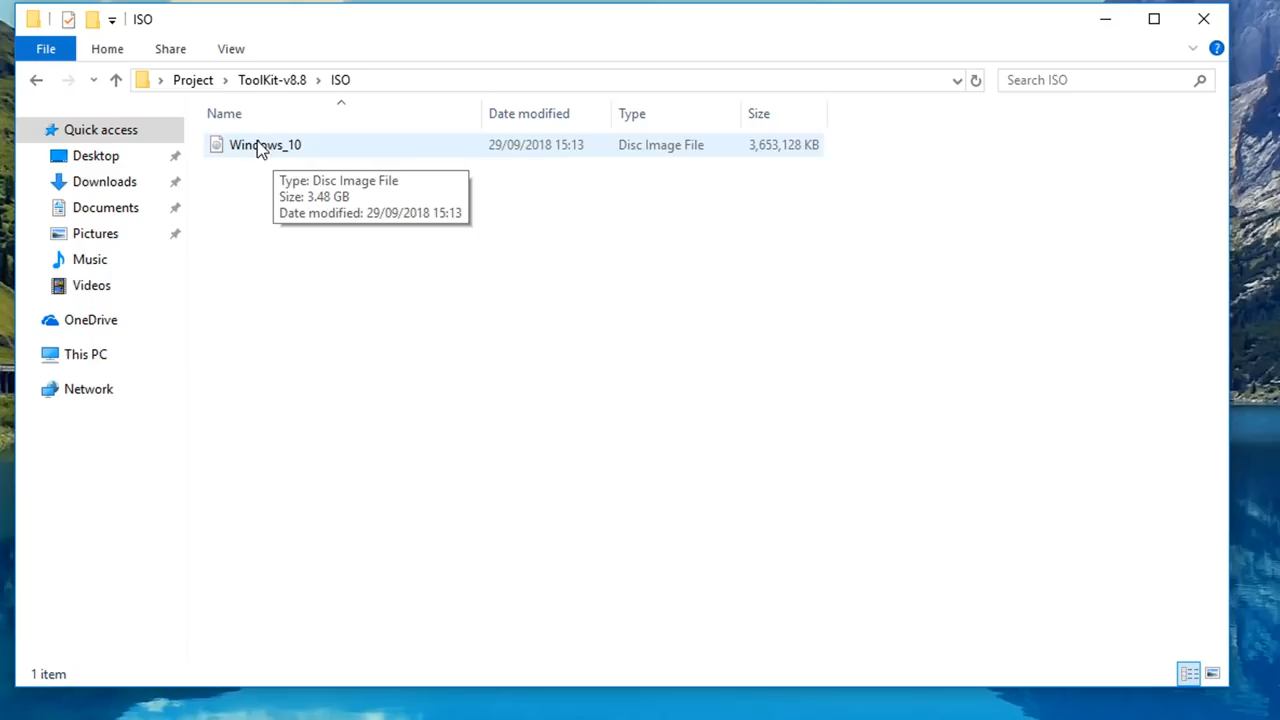 ISO
File Home Share View
Project ToolKit-v8.8 ISO Search ISO
Name Date modified Type Size
Windows_10 29/09/2018 15:13 Disc Image File 3,653,128 KB
Type: Disc Image File
Size: 3.48 GB
Date modified: 29/09/2018 15:13
Quick access
Desktop
Downloads
Documents
Pictures
Music
Videos
OneDrive
This PC
Network
1 item